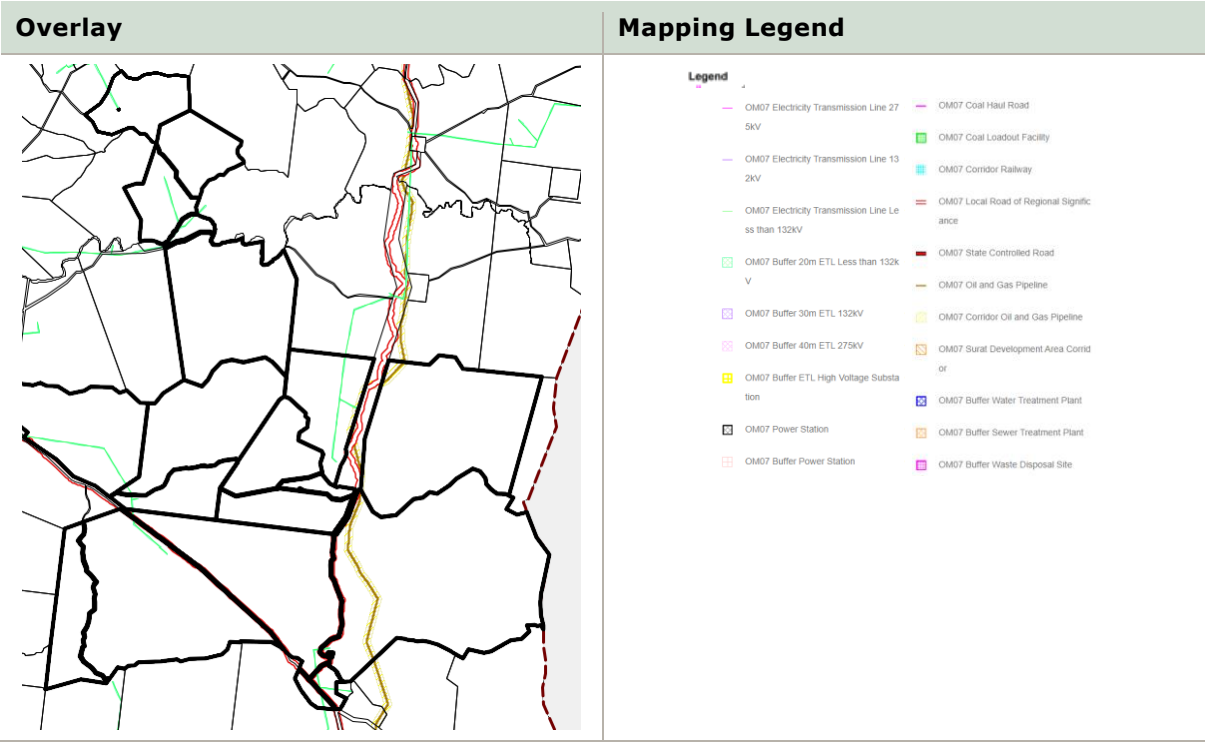 Overlay
Mapping Legend
Legend
OM07 Electricity Transmission Line 27
5kV
OM07 Electricity Transmission Line 13
2kV
OM07 Electricity Transmission Line Le
ss than 132kV
OM07 Buffer 20m ETL Less than 132k
V
OM07 Buffer 30m ETL 132kV
OM07 Buffer 40m ETL 275kV
OM07 Buffer ETL High Voltage Substa
tion
OM07 Power Station
OM07 Buffer Power Station
OM07 Coal Haul Road
OM07 Coal Loadout Facility
OM07 Corridor Railway
OM07 Local Road of Regional Signific
ance
OM07 State Controlled Road
OM07 Oil and Gas Pipeline
OM07 Corridor Oil and Gas Pipeline
OM07 Surat Development Area Corrid
or
OM07 Buffer Water Treatment Plant
OM07 Buffer Sewer Treatment Plant
OM07 Buffer Waste Disposal Site